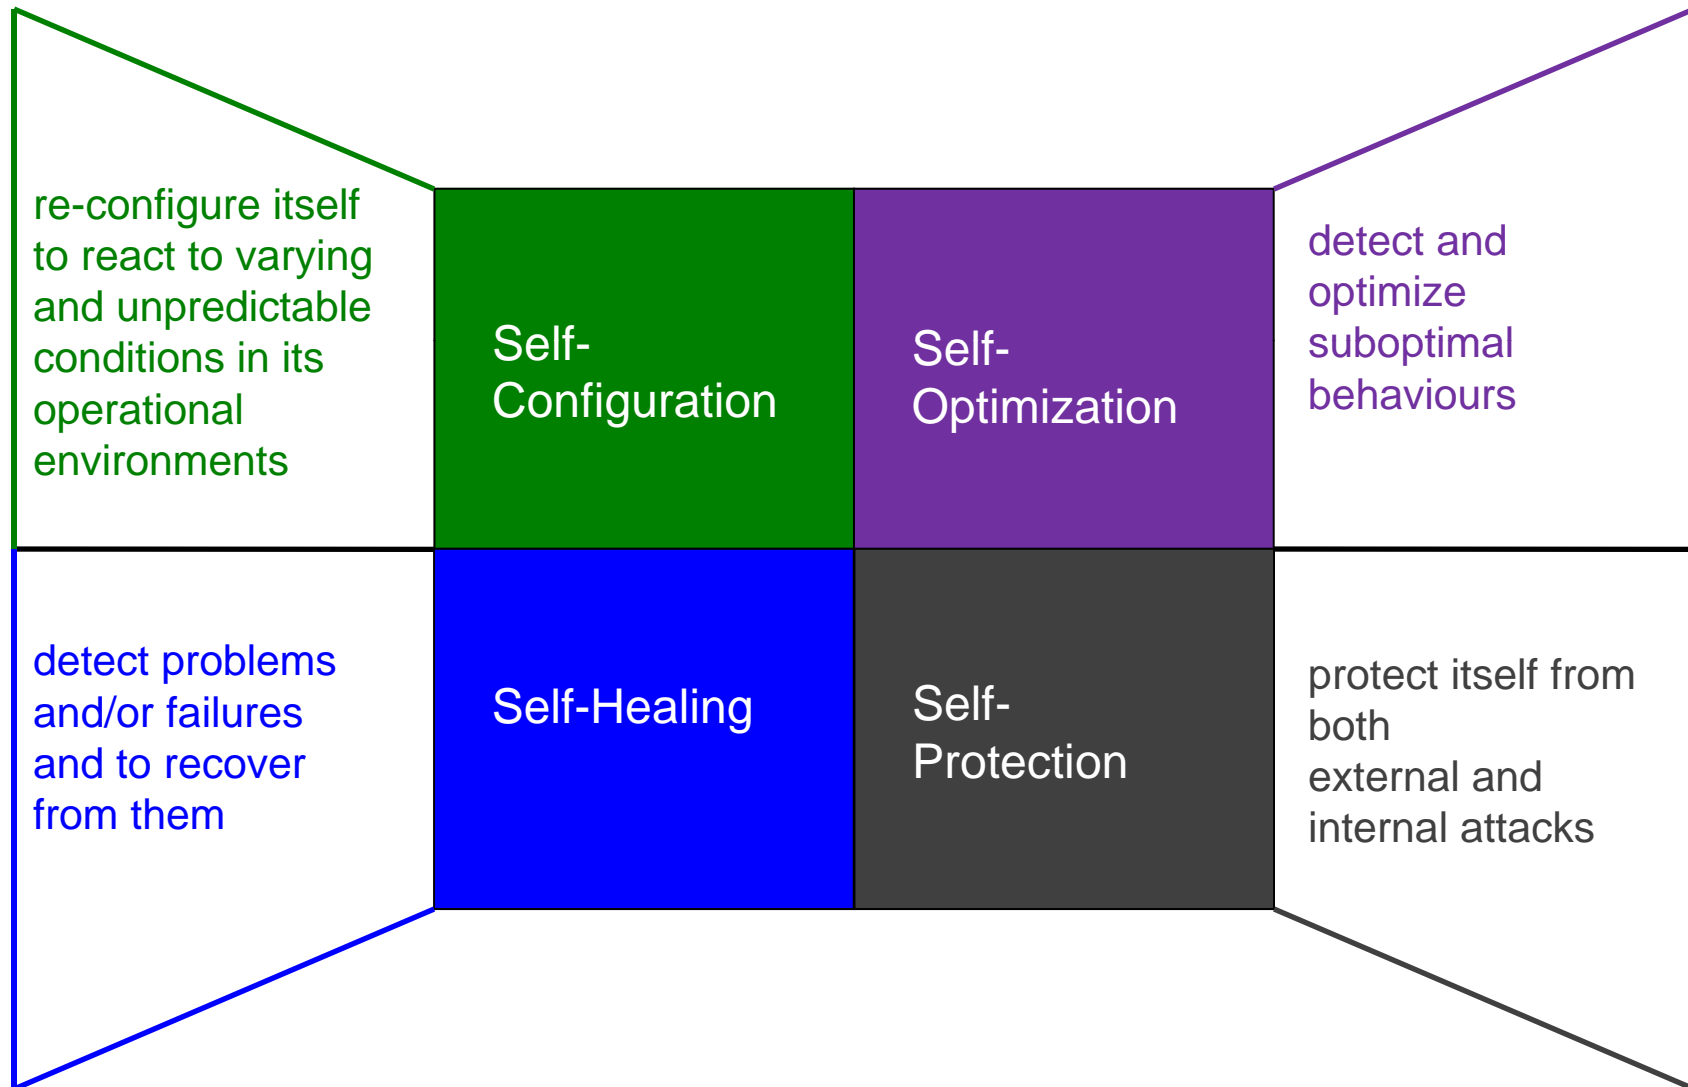 re-configure itself
to react to varying
and unpredictable
conditions in its
operational
environments
Self-
Configuration
Self-
Optimization
detect and
optimize
suboptimal
behaviours
detect problems
and/or failures
and to recover
from them
Self-Healing
Self-
Protection
protect itself from
both
external and
internal attacks